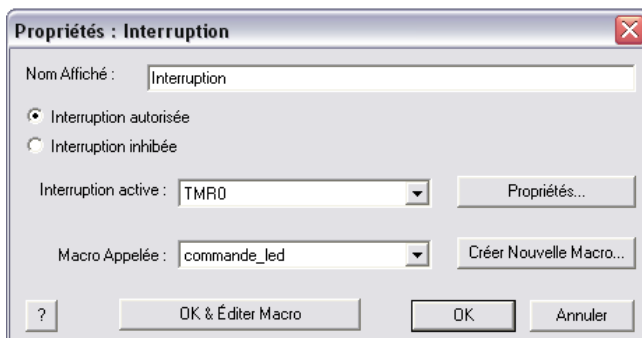 Propriétés : Interruption
Nom Affiché : Interruption
Interruption autorisée
Interruption inhibée
Interruption active : TMR0 Propriétés...
Macro Appelée : commande_led Créer Nouvelle Macro...
? OK & Éditer Macro OK Annuler